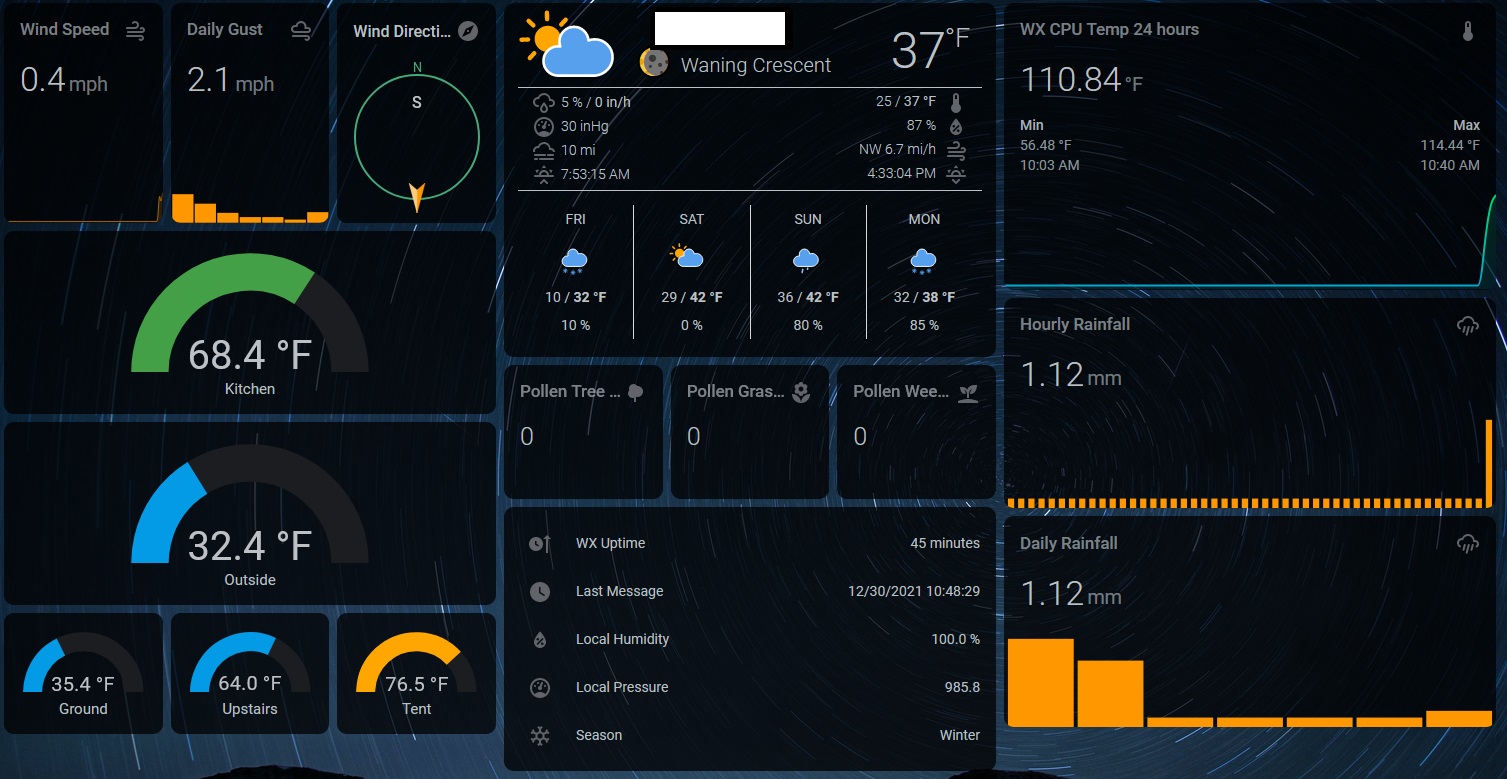 Wind Speed
0.4 mph
Daily Gust
2.1 mph
Wind Directi...
N
S
68.4 °F
Kitchen
32.4 °F
Outside
35.4 °F
Ground
64.0 °F
Upstairs
76.5 °F
Tent
Waning Crescent
37°F
5 % / 0 in/h
25 / 37 °F
30 inHg
87 %
10 mi
NW 6.7 mi/h
7:53:15 AM
4:33:04 PM
FRI
10 / 32 °F
10 %
SAT
29 / 42 °F
0 %
SUN
36 / 42 °F
80 %
MON
32 / 38 °F
85 %
Pollen Tree ...
0
Pollen Gras...
0
Pollen Wee...
0
WX Uptime 45 minutes
Last Message 12/30/2021 10:48:29
Local Humidity 100.0 %
Local Pressure 985.8
Season Winter
WX CPU Temp 24 hours
110.84 °F
Min
56.48 °F
10:03 AM
Max
114.44 °F
10:40 AM
Hourly Rainfall
1.12 mm
Daily Rainfall
1.12 mm